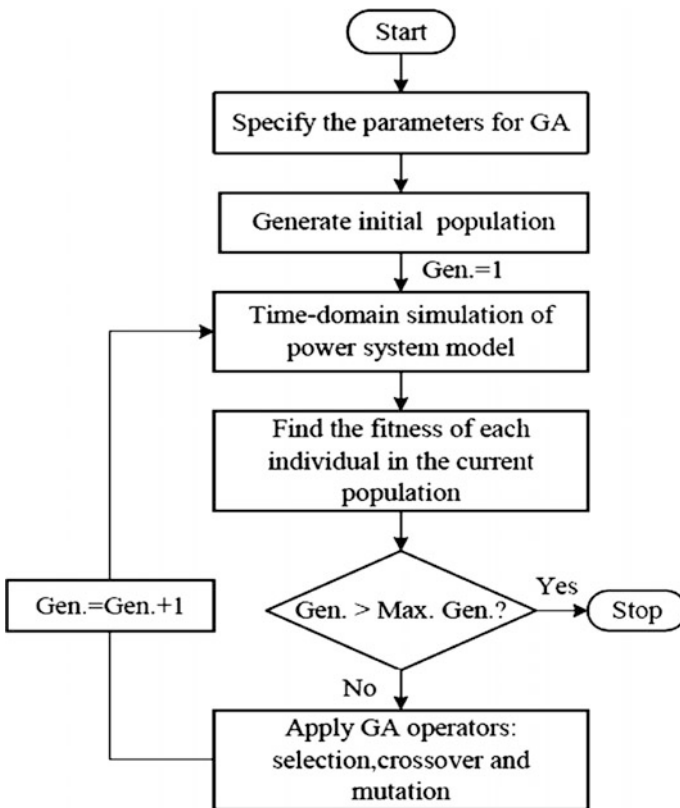 Start
Specify the parameters for GA
Generate initial population
Gen.=1
Time-domain simulation of
power system model
Find the fitness of each
individual in the current
population
Gen. > Max. Gen.?
Yes
Stop
No
Gen.=Gen.+1
Apply GA operators:
selection,crossover and
mutation